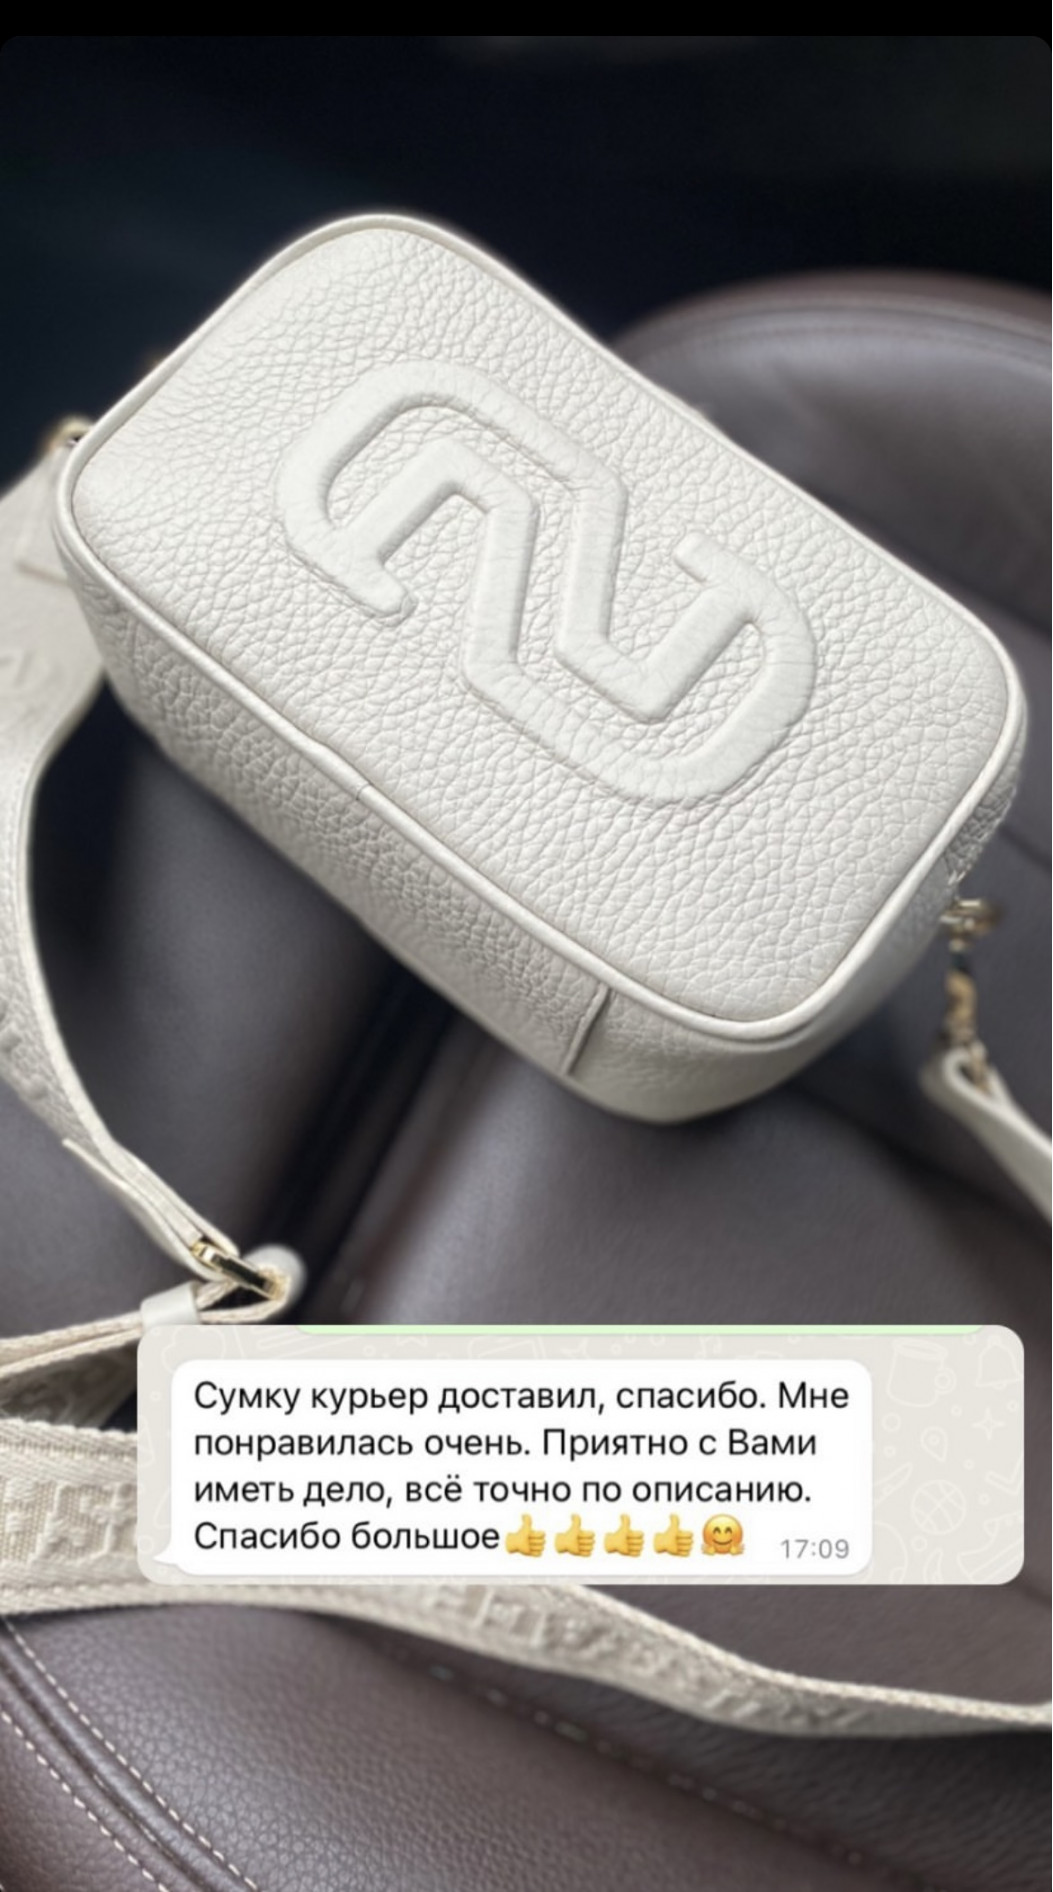 Сумку курьер доставил, спасибо. Мне
понравилась очень. Приятно с Вами
иметь дело, всё точно по описанию.
Спасибо большое👍👍👍👍🤗 17:09